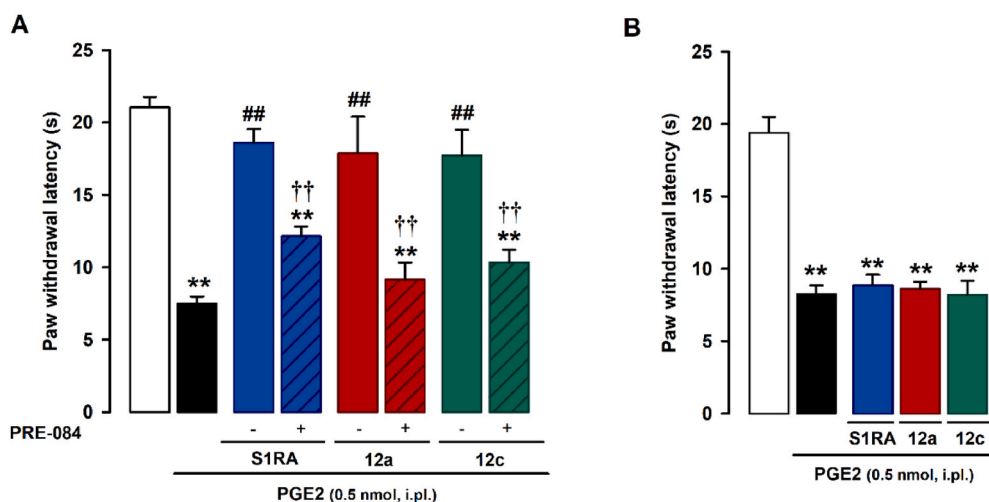 A
Paw withdrawal latency (s)
25
20
15
10
5
0
**
##
††
**
##
††
**
##
††
**
PRE-084
- + - + - +
S1RA 12a 12c
PGE2 (0.5 nmol, i.pl.)
B
Paw withdrawal latency (s)
25
20
15
10
5
0
** ** ** **
S1RA 12a 12c
PGE2 (0.5 nmol, i.pl.)